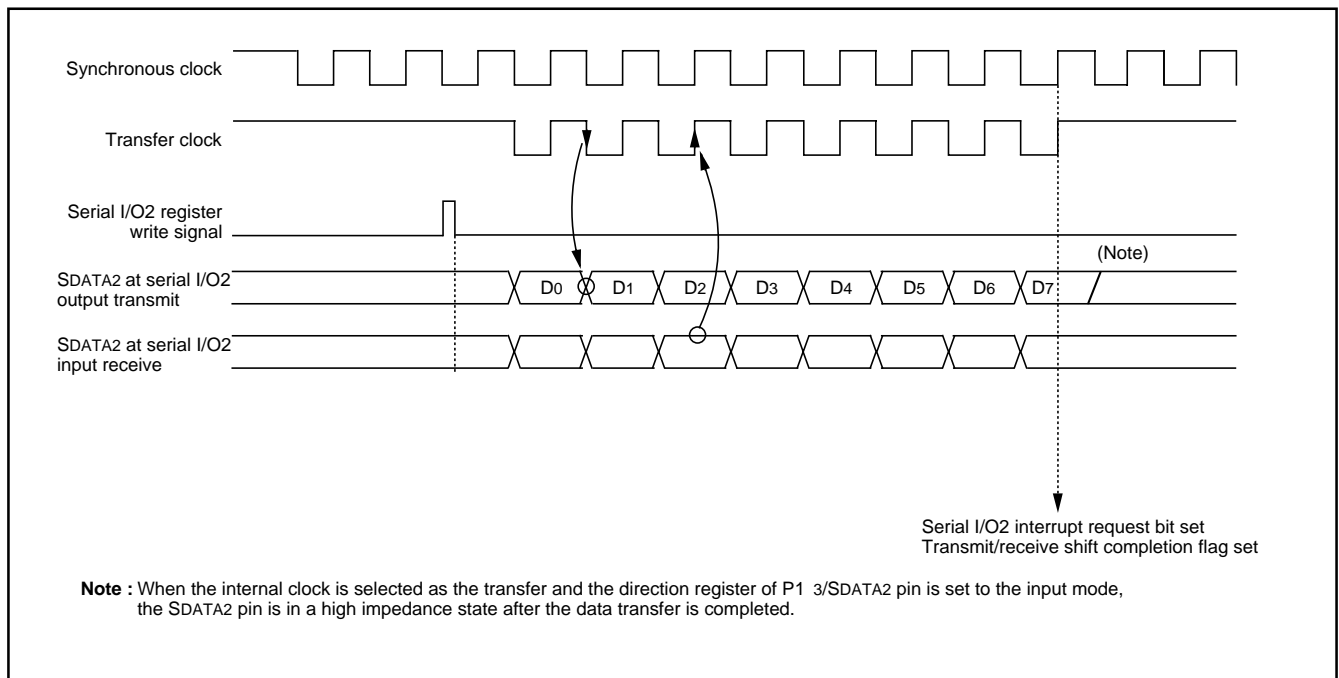 Synchronous clock
Transfer clock
Serial I/O2 register
write signal
(Note)
SDATA2 at serial I/O2
output transmit
D0 D1 D2 D3 D4 D5 D6 D7
SDATA2 at serial I/O2
input receive
Serial I/O2 interrupt request bit set
Transmit/receive shift completion flag set
Note : When the internal clock is selected as the transfer and the direction register of P1 3/SDATA2 pin is set to the input mode,
the SDATA2 pin is in a high impedance state after the data transfer is completed.